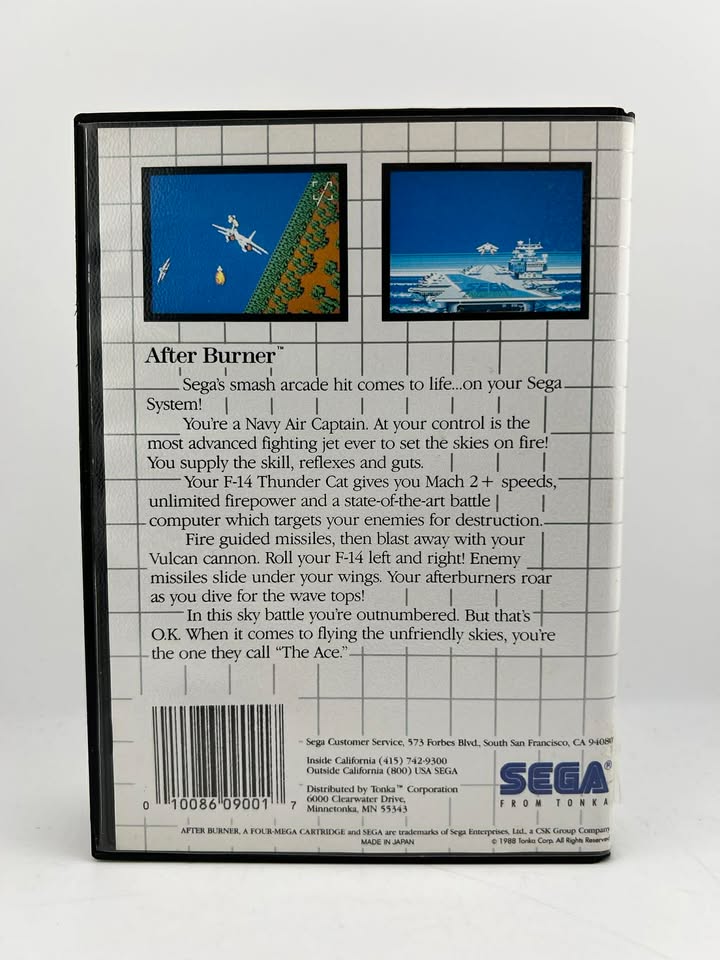 After Burner™
Sega's smash arcade hit comes to life...on your Sega
System!
You're a Navy Air Captain. At your control is the
most advanced fighting jet ever to set the skies on fire!
You supply the skill, reflexes and guts.
Your F-14 Thunder Cat gives you Mach 2+ speeds,
unlimited firepower and a state-of-the-art battle
computer which targets your enemies for destruction.
Fire guided missiles, then blast away with your
Vulcan cannon. Roll your F-14 left and right! Enemy
missiles slide under your wings. Your afterburners roar
as you dive for the wave tops!
In this sky battle you're outnumbered. But that's
O.K. When it comes to flying the unfriendly skies, you're
the one they call "The Ace."
Sega Customer Service, 573 Forbes Blvd., South San Francisco, CA 94080
Inside California (415) 742-9300
Outside California (800) USA SEGA
Distributed by Tonka™ Corporation
6000 Clearwater Drive,
Minnetonka, MN 55343
SEGA®
FROM TONKA
0 10086 09001 7
AFTER BURNER, A FOUR-MEGA CARTRIDGE and SEGA are trademarks of Sega Enterprises, Ltd., a CSK Group Company
MADE IN JAPAN
© 1988 Tonka Corp. All Rights Reserved